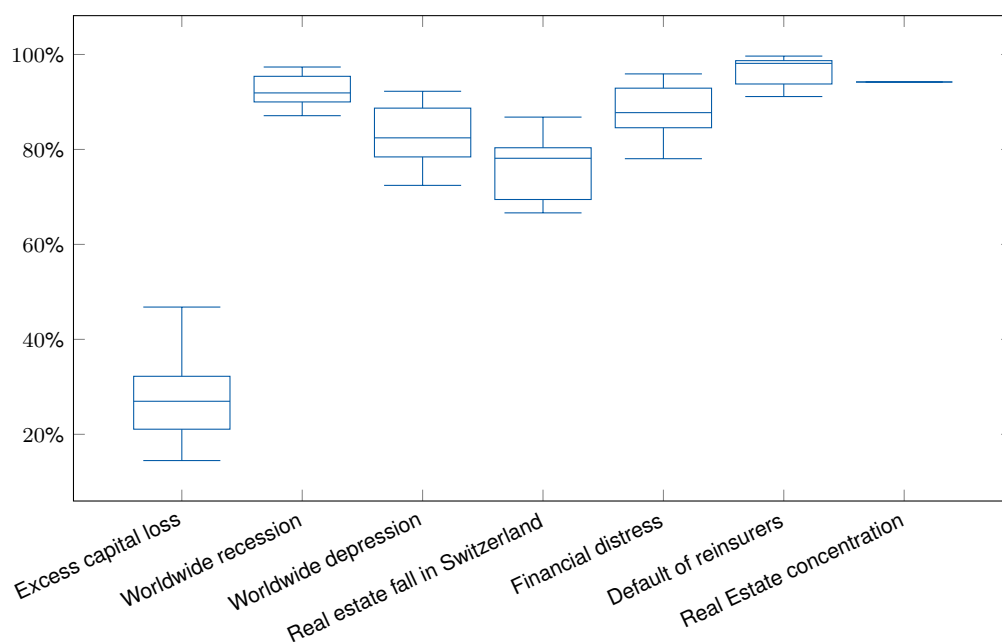 100%
80%
60%
40%
20%
Excess capital loss
Worldwide recession
Worldwide depression
Real estate fall in Switzerland
Financial distress
Default of reinsurers
Real Estate concentration